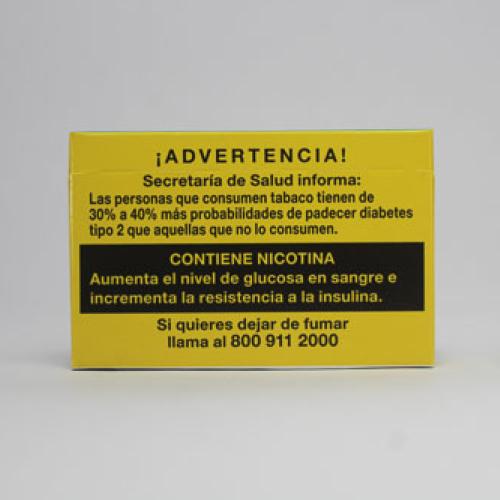 ¡ADVERTENCIA!
Secretaría de Salud informa:
Las personas que consumen tabaco tienen de
30% a 40% más probabilidades de padecer diabetes
tipo 2 que aquellas que no lo consumen.
CONTIENE NICOTINA
Aumenta el nivel de glucosa en sangre e
incrementa la resistencia a la insulina.
Si quieres dejar de fumar
llama al 800 911 2000